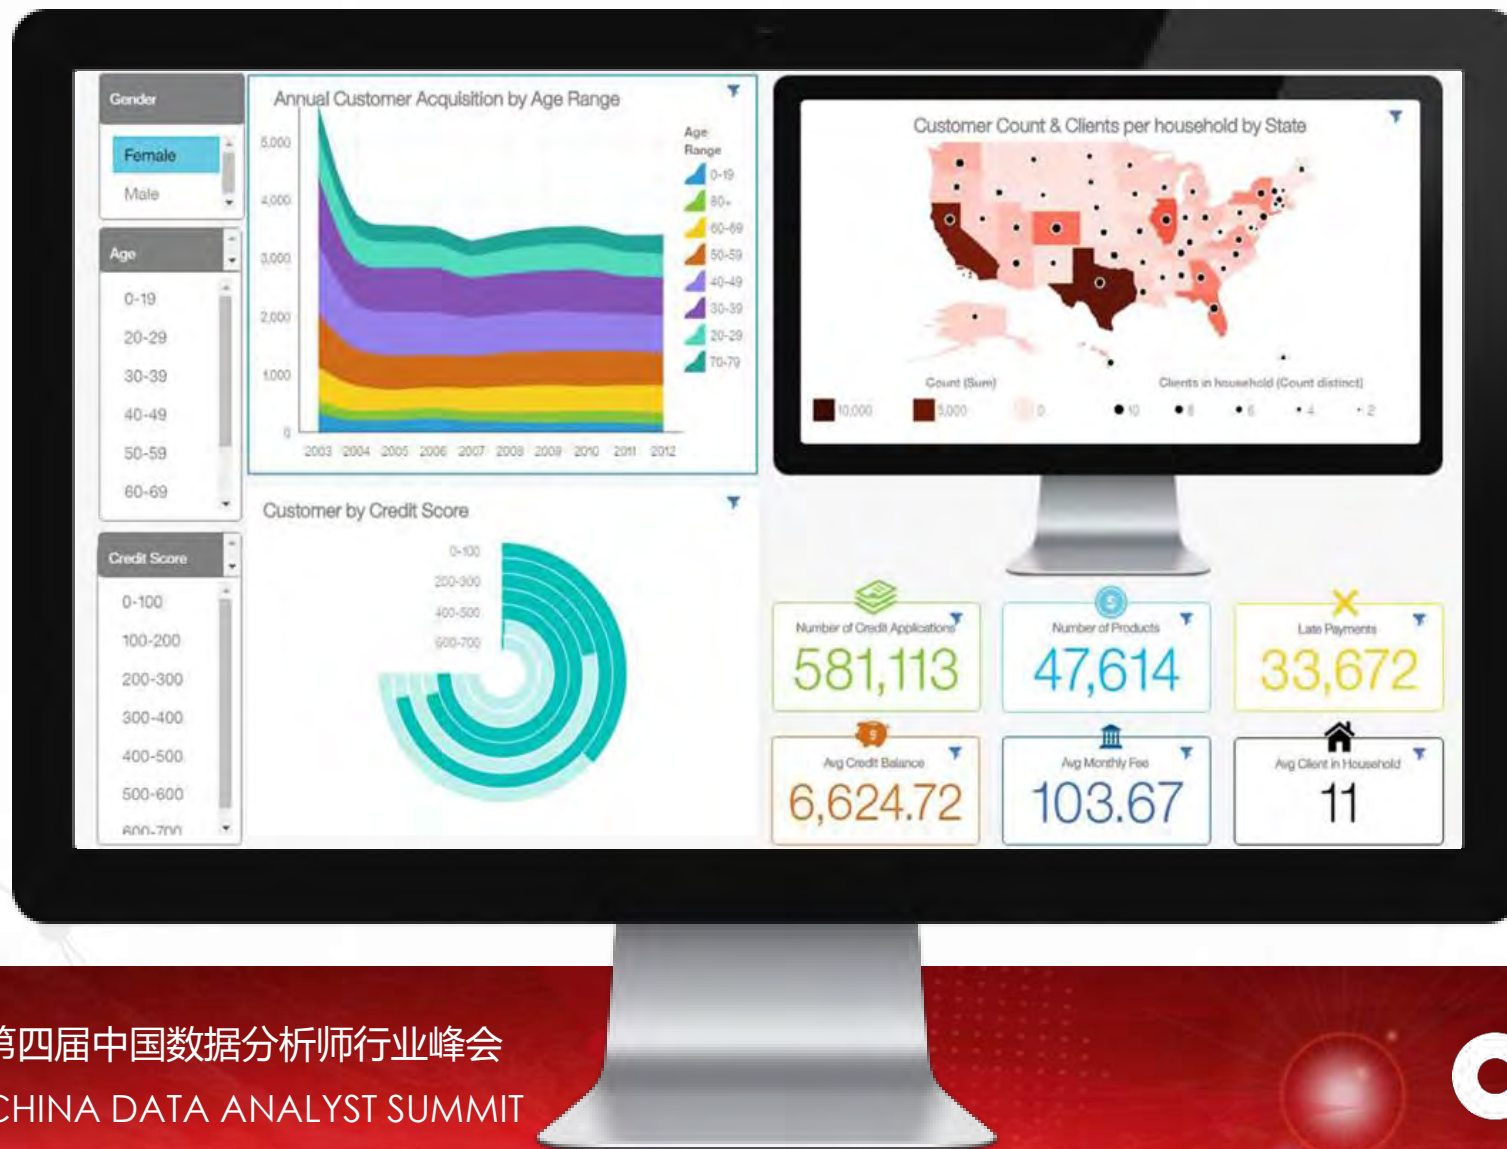 Gender
Female
Male
Age
0-19
20-29
30-39
40-49
50-59
60-69
Credit Score
0-100
100-200
200-300
300-400
400-500
500-600
600-700
Annual Customer Acquisition by Age Range
5,000
4,000
3,000
2,000
1,000
0
2003 2004 2005 2006 2007 2008 2009 2010 2011 2012
Age
Range
0-19
80+
60-69
50-59
40-49
30-39
20-29
70-79
Customer by Credit Score
0-100
200-300
400-500
600-700
Customer Count & Clients per household by State
Count (Sum)
10,000 5,000 0
Clients in household (Count distinct)
10 8 6 4 2
Number of Credit Applications
581,113
Number of Products
47,614
Late Payments
33,672
Avg Credit Balance
6,624.72
Avg Monthly Fee
103.67
Avg Client in Household
11
第四届中国数据分析师行业峰会
CHINA DATA ANALYST SUMMIT